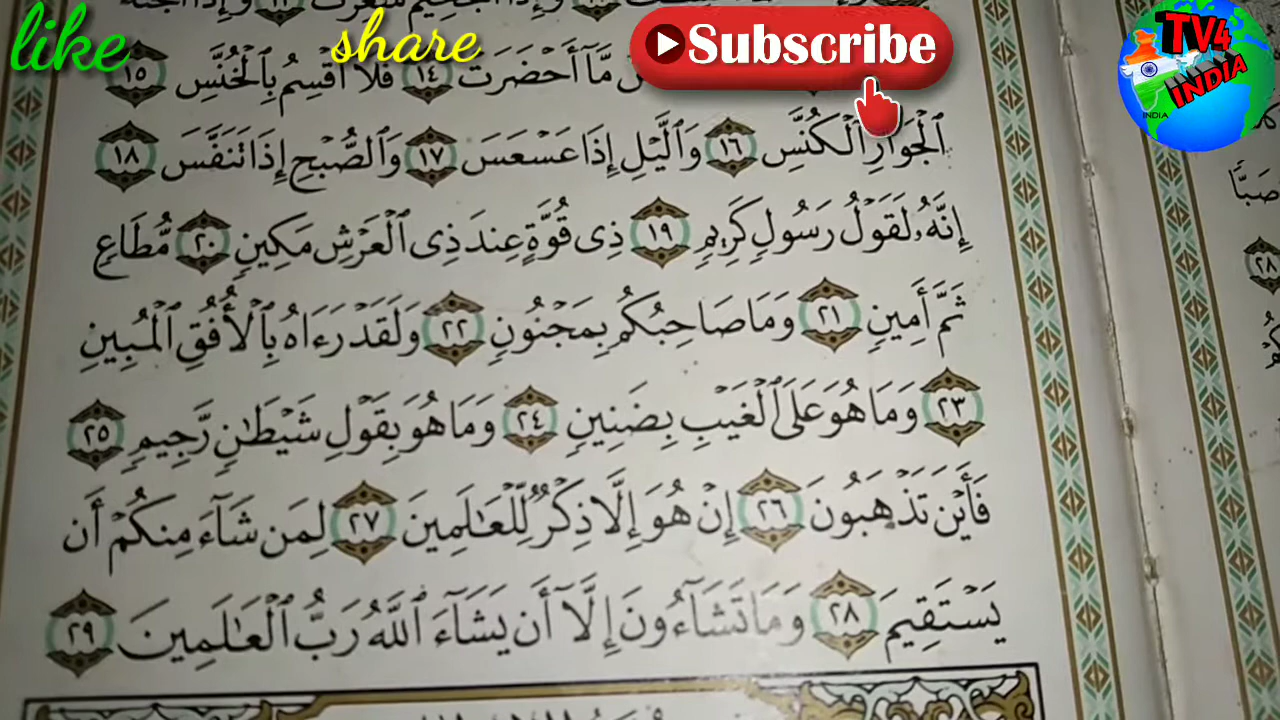 like
share
Subscribe
TV4
INDIA
INDIA
مَّآ أَحْضَرَتْ ١٤ فَلَآ أُقْسِمُ بِٱلْخُنَّسِ ١٥
ٱلْجَوَارِ ٱلْكُنَّسِ ١٦ وَٱلَّيْلِ إِذَا عَسْعَسَ ١٧ وَٱلصُّبْحِ إِذَا تَنَفَّسَ ١٨
إِنَّهُۥ لَقَوْلُ رَسُولٍ كَرِيمٍ ١٩ ذِى قُوَّةٍ عِندَ ذِى ٱلْعَرْشِ مَكِينٍ ٢٠ مُّطَاعٍ
ثَمَّ أَمِينٍ ٢١ وَمَا صَاحِبُكُم بِمَجْنُونٍ ٢٢ وَلَقَدْ رَءَاهُ بِٱلْأُفُقِ ٱلْمُبِينِ
٢٣ وَمَا هُوَ عَلَى ٱلْغَيْبِ بِضَنِينٍ ٢٤ وَمَا هُوَ بِقَوْلِ شَيْطَٰنٍ رَّجِيمٍ ٢٥
فَأَيْنَ تَذْهَبُونَ ٢٦ إِنْ هُوَ إِلَّا ذِكْرٌ لِّلْعَٰلَمِينَ ٢٧ لِمَن شَآءَ مِنكُمْ أَن
يَسْتَقِيمَ ٢٨ وَمَا تَشَآءُونَ إِلَّآ أَن يَشَآءَ ٱللَّهُ رَبُّ ٱلْعَٰلَمِينَ ٢٩
صَبًّا
٢٨